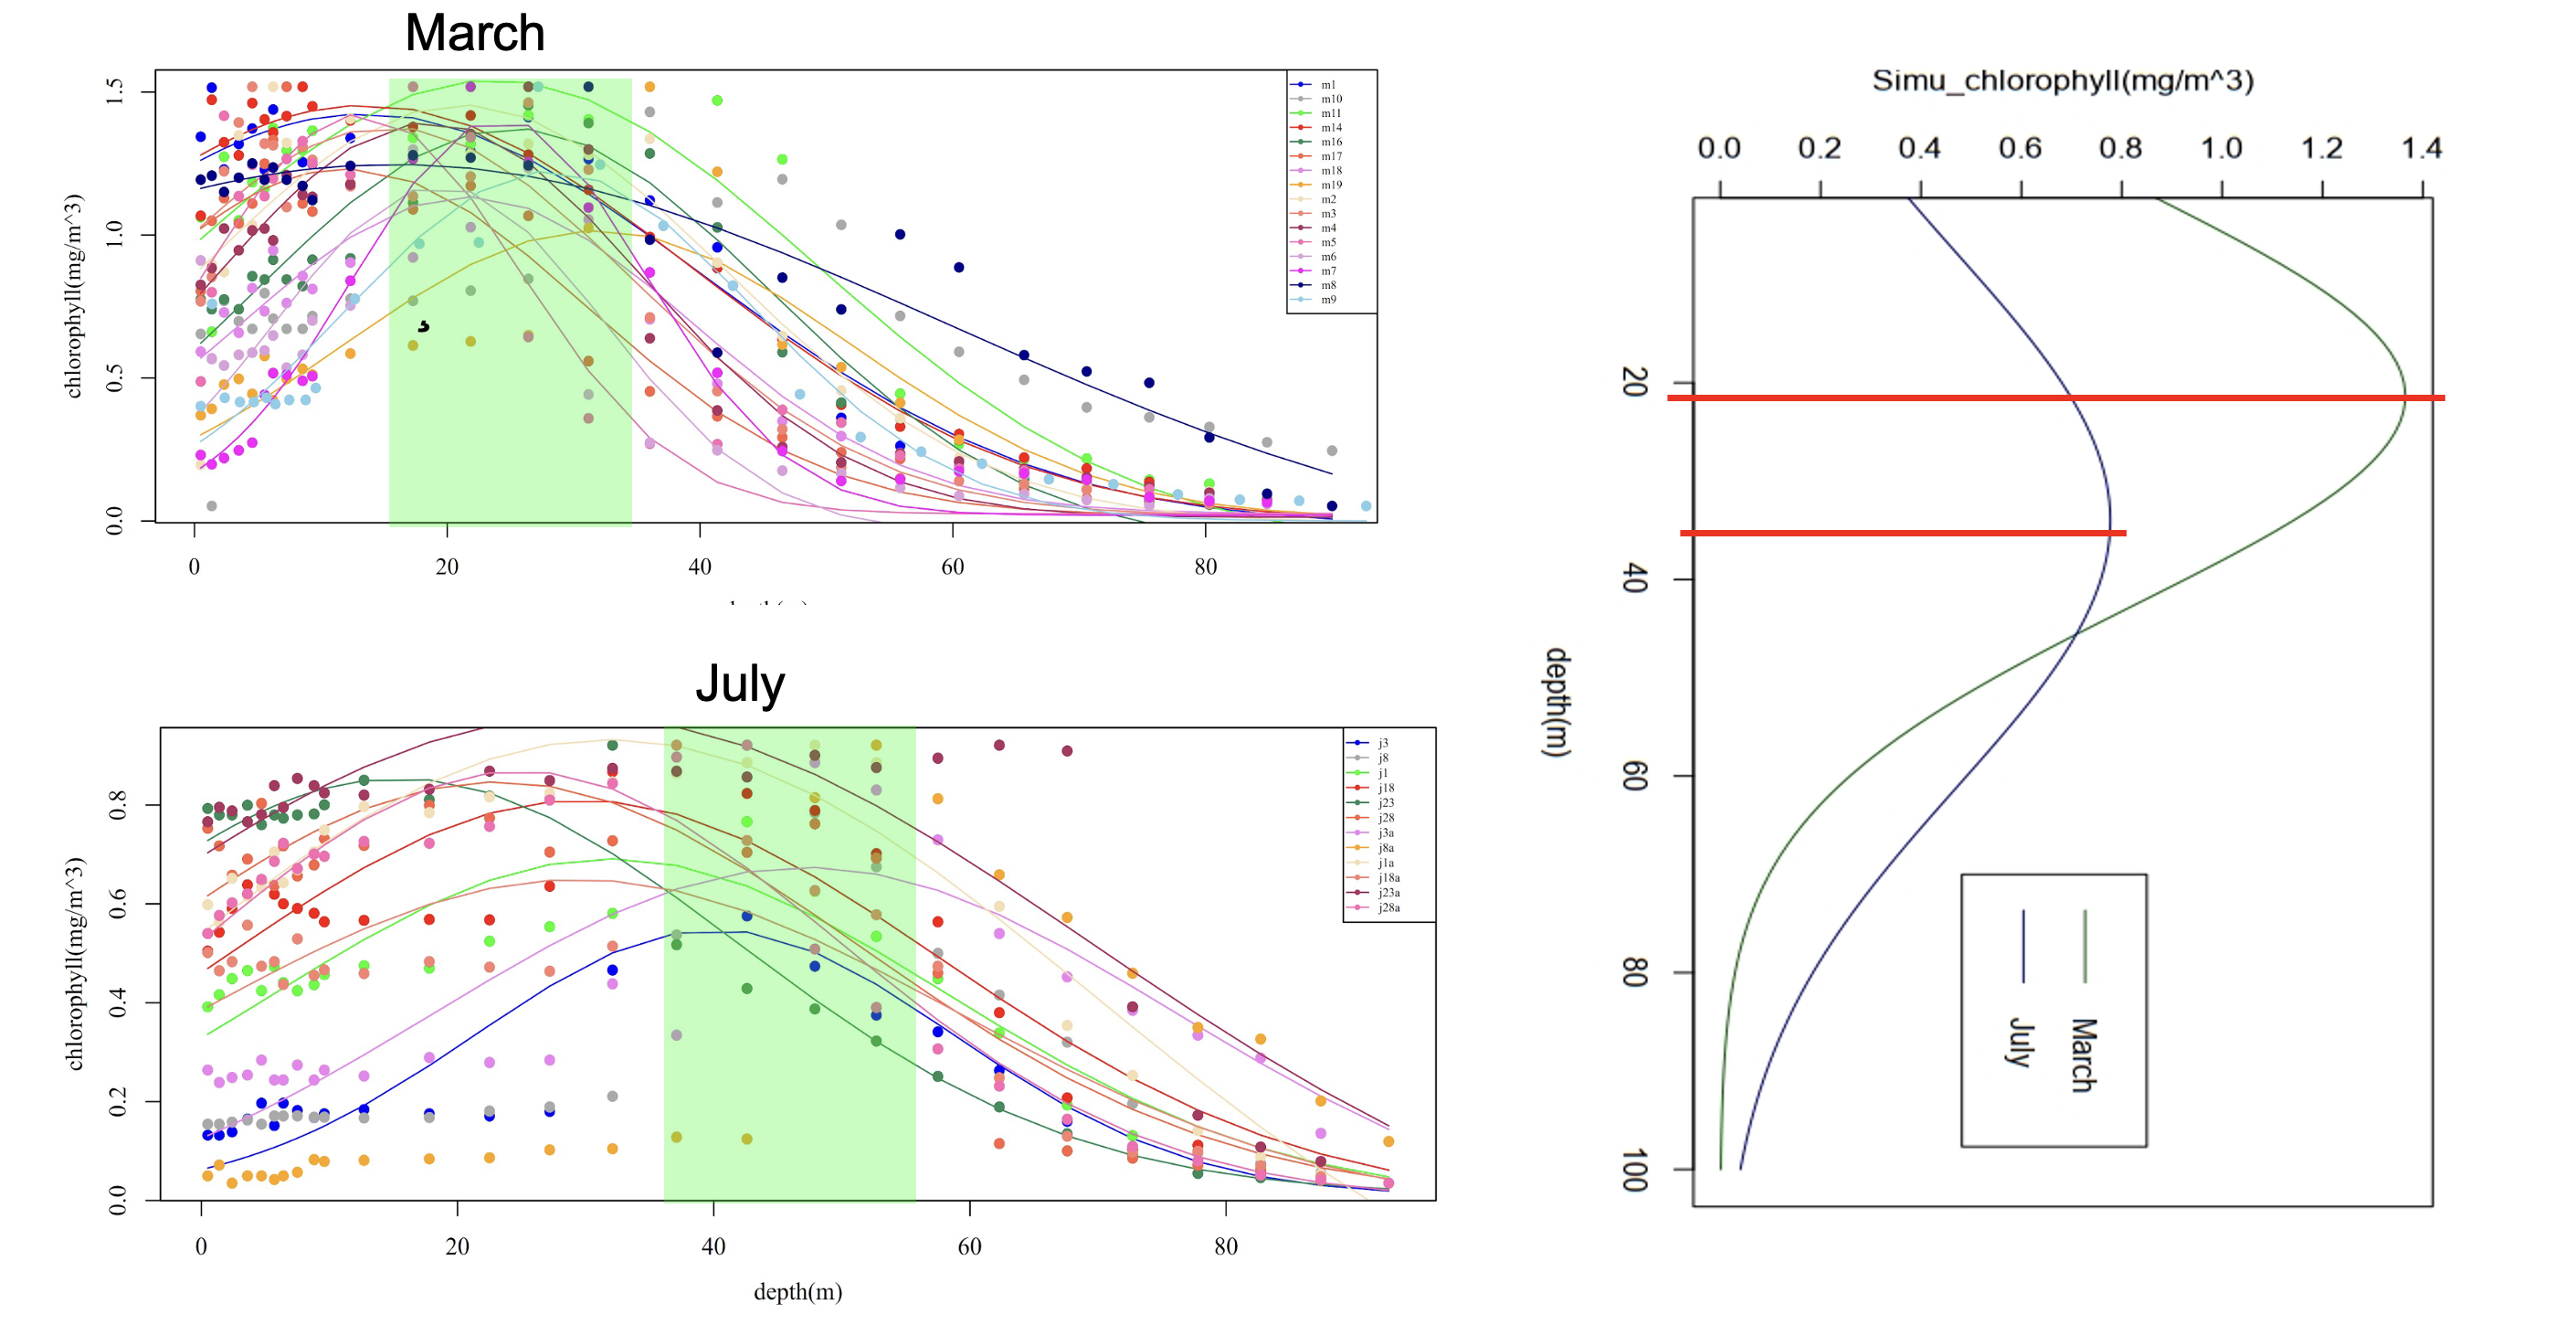 March
chlorophyll(mg/m^3)
1.5
1.0
0.5
0.0
m1
m10
m11
m14
m16
m17
m18
m19
m2
m3
m4
m5
m6
m7
m8
m9
0 20 40 60 80
July
chlorophyll(mg/m^3)
0.8
0.6
0.4
0.2
0.0
j3
j8
j1
j18
j23
j28
j3a
j8a
j1a
j18a
j23a
j28a
0 20 40 60 80
depth(m)
Simu_chlorophyll(mg/m^3)
0.0 0.2 0.4 0.6 0.8 1.0 1.2 1.4
20
40
60
80
100
depth(m)
March
July